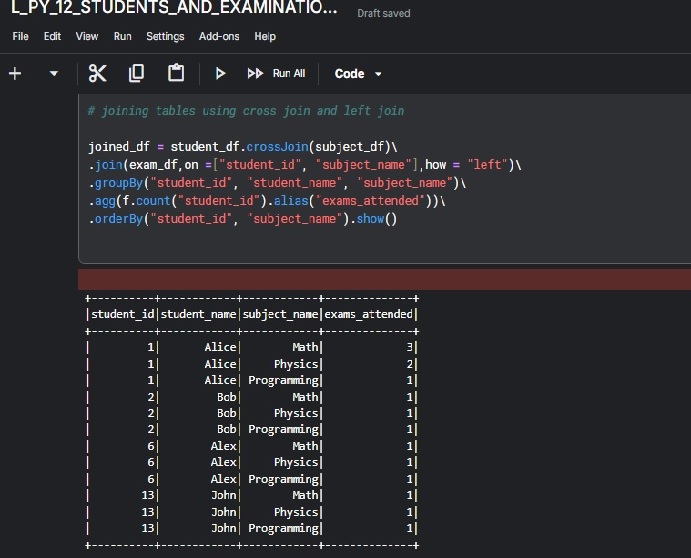 L_PY_12_STUDENTS_AND_EXAMINATIO... Draft saved
File Edit View Run Settings Add-ons Help
+ Run All Code
# joining tables using cross join and left join
joined_df = student_df.crossJoin(subject_df)\
.join(exam_df,on =["student_id", "subject_name"],how = "left")\
.groupBy("student_id", "student_name", "subject_name")\
.agg(f.count("student_id").alias("exams_attended"))\
.orderBy("student_id", "subject_name").show()
+----------+------------+------------+--------------+
|student_id|student_name|subject_name|exams_attended|
+----------+------------+------------+--------------+
| 1| Alice| Math| 3|
| 1| Alice| Physics| 2|
| 1| Alice| Programming| 1|
| 2| Bob| Math| 1|
| 2| Bob| Physics| 1|
| 2| Bob| Programming| 1|
| 6| Alex| Math| 1|
| 6| Alex| Physics| 1|
| 6| Alex| Programming| 1|
| 13| John| Math| 1|
| 13| John| Physics| 1|
| 13| John| Programming| 1|
+----------+------------+------------+--------------+